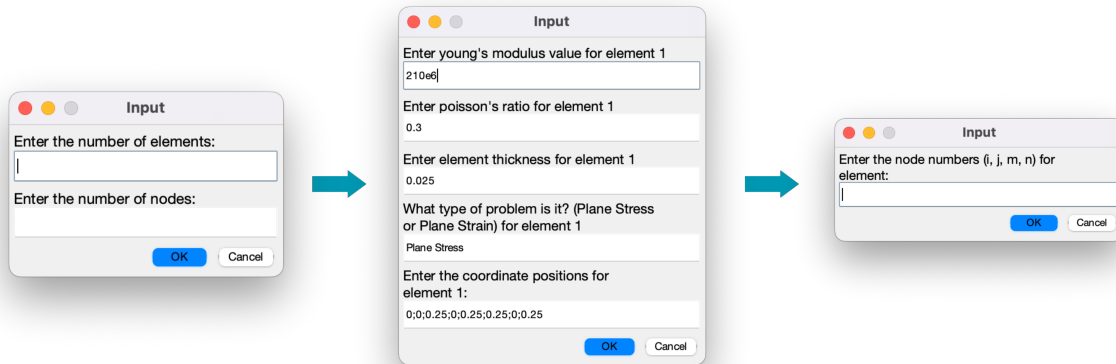 Input
Enter the number of elements:
Enter the number of nodes:
OK
Cancel
Input
Enter young's modulus value for element 1
210e6
Enter poisson's ratio for element 1
0.3
Enter element thickness for element 1
0.025
What type of problem is it? (Plane Stress
or Plane Strain) for element 1
Plane Stress
Enter the coordinate positions for
element 1:
0;0;0.25;0;0.25;0.25;0;0.25
OK
Cancel
Input
Enter the node numbers (i, j, m, n) for
element:
OK
Cancel